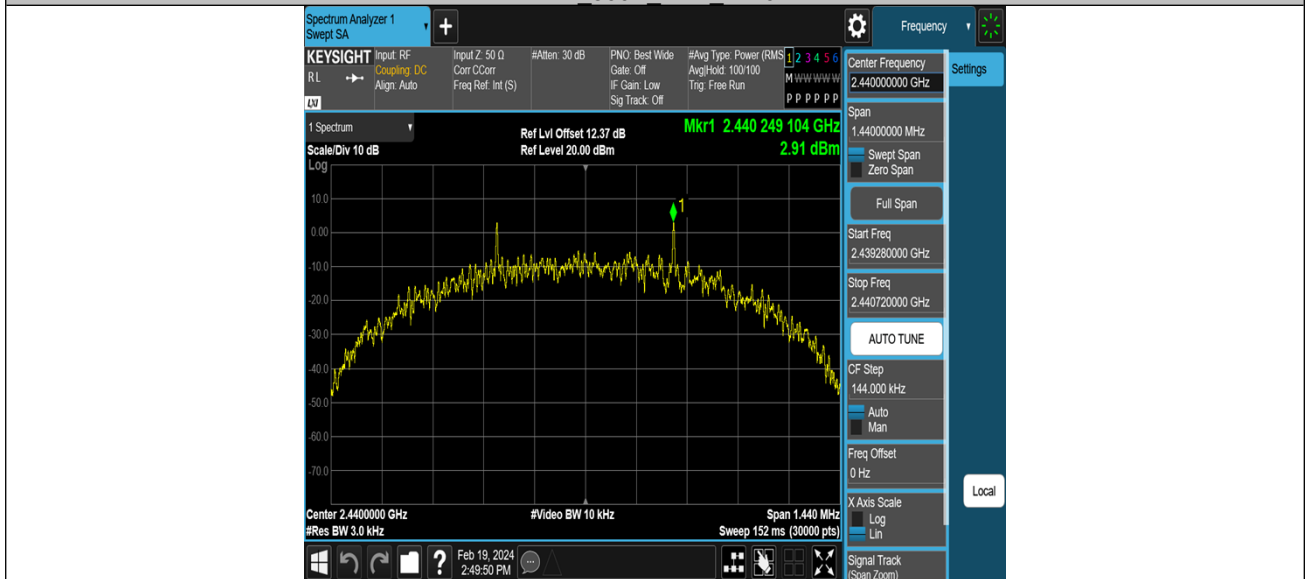 Spectrum Analyzer 1
Swept SA
+
Frequency
KEYSIGHT
RL
LXI
Input: RF
Coupling: DC
Align: Auto
Input Z: 50 Ω
Corr CCorr
Freq Ref: Int (S)
#Atten: 30 dB
PNO: Best Wide
Gate: Off
IF Gain: Low
Sig Track: Off
#Avg Type: Power (RMS
Avg|Hold: 100/100
Trig: Free Run
1 2 3 4 5 6
M W W W W W
P P P P P P
1 Spectrum
Scale/Div 10 dB
Log
Ref Lvl Offset 12.37 dB
Ref Level 20.00 dBm
Mkr1 2.440 249 104 GHz
2.91 dBm
1
10.0
0.00
-10.0
-20.0
-30.0
-40.0
-50.0
-60.0
-70.0
Center 2.4400000 GHz
#Res BW 3.0 kHz
#Video BW 10 kHz
Span 1.440 MHz
Sweep 152 ms (30000 pts)
Center Frequency
2.440000000 GHz
Settings
Span
1.44000000 MHz
Swept Span
Zero Span
Full Span
Start Freq
2.439280000 GHz
Stop Freq
2.440720000 GHz
AUTO TUNE
CF Step
144.000 kHz
Auto
Man
Freq Offset
0 Hz
X Axis Scale
Log
Lin
Local
Signal Track
(Span Zoom)
?
Feb 19, 2024
2:49:50 PM